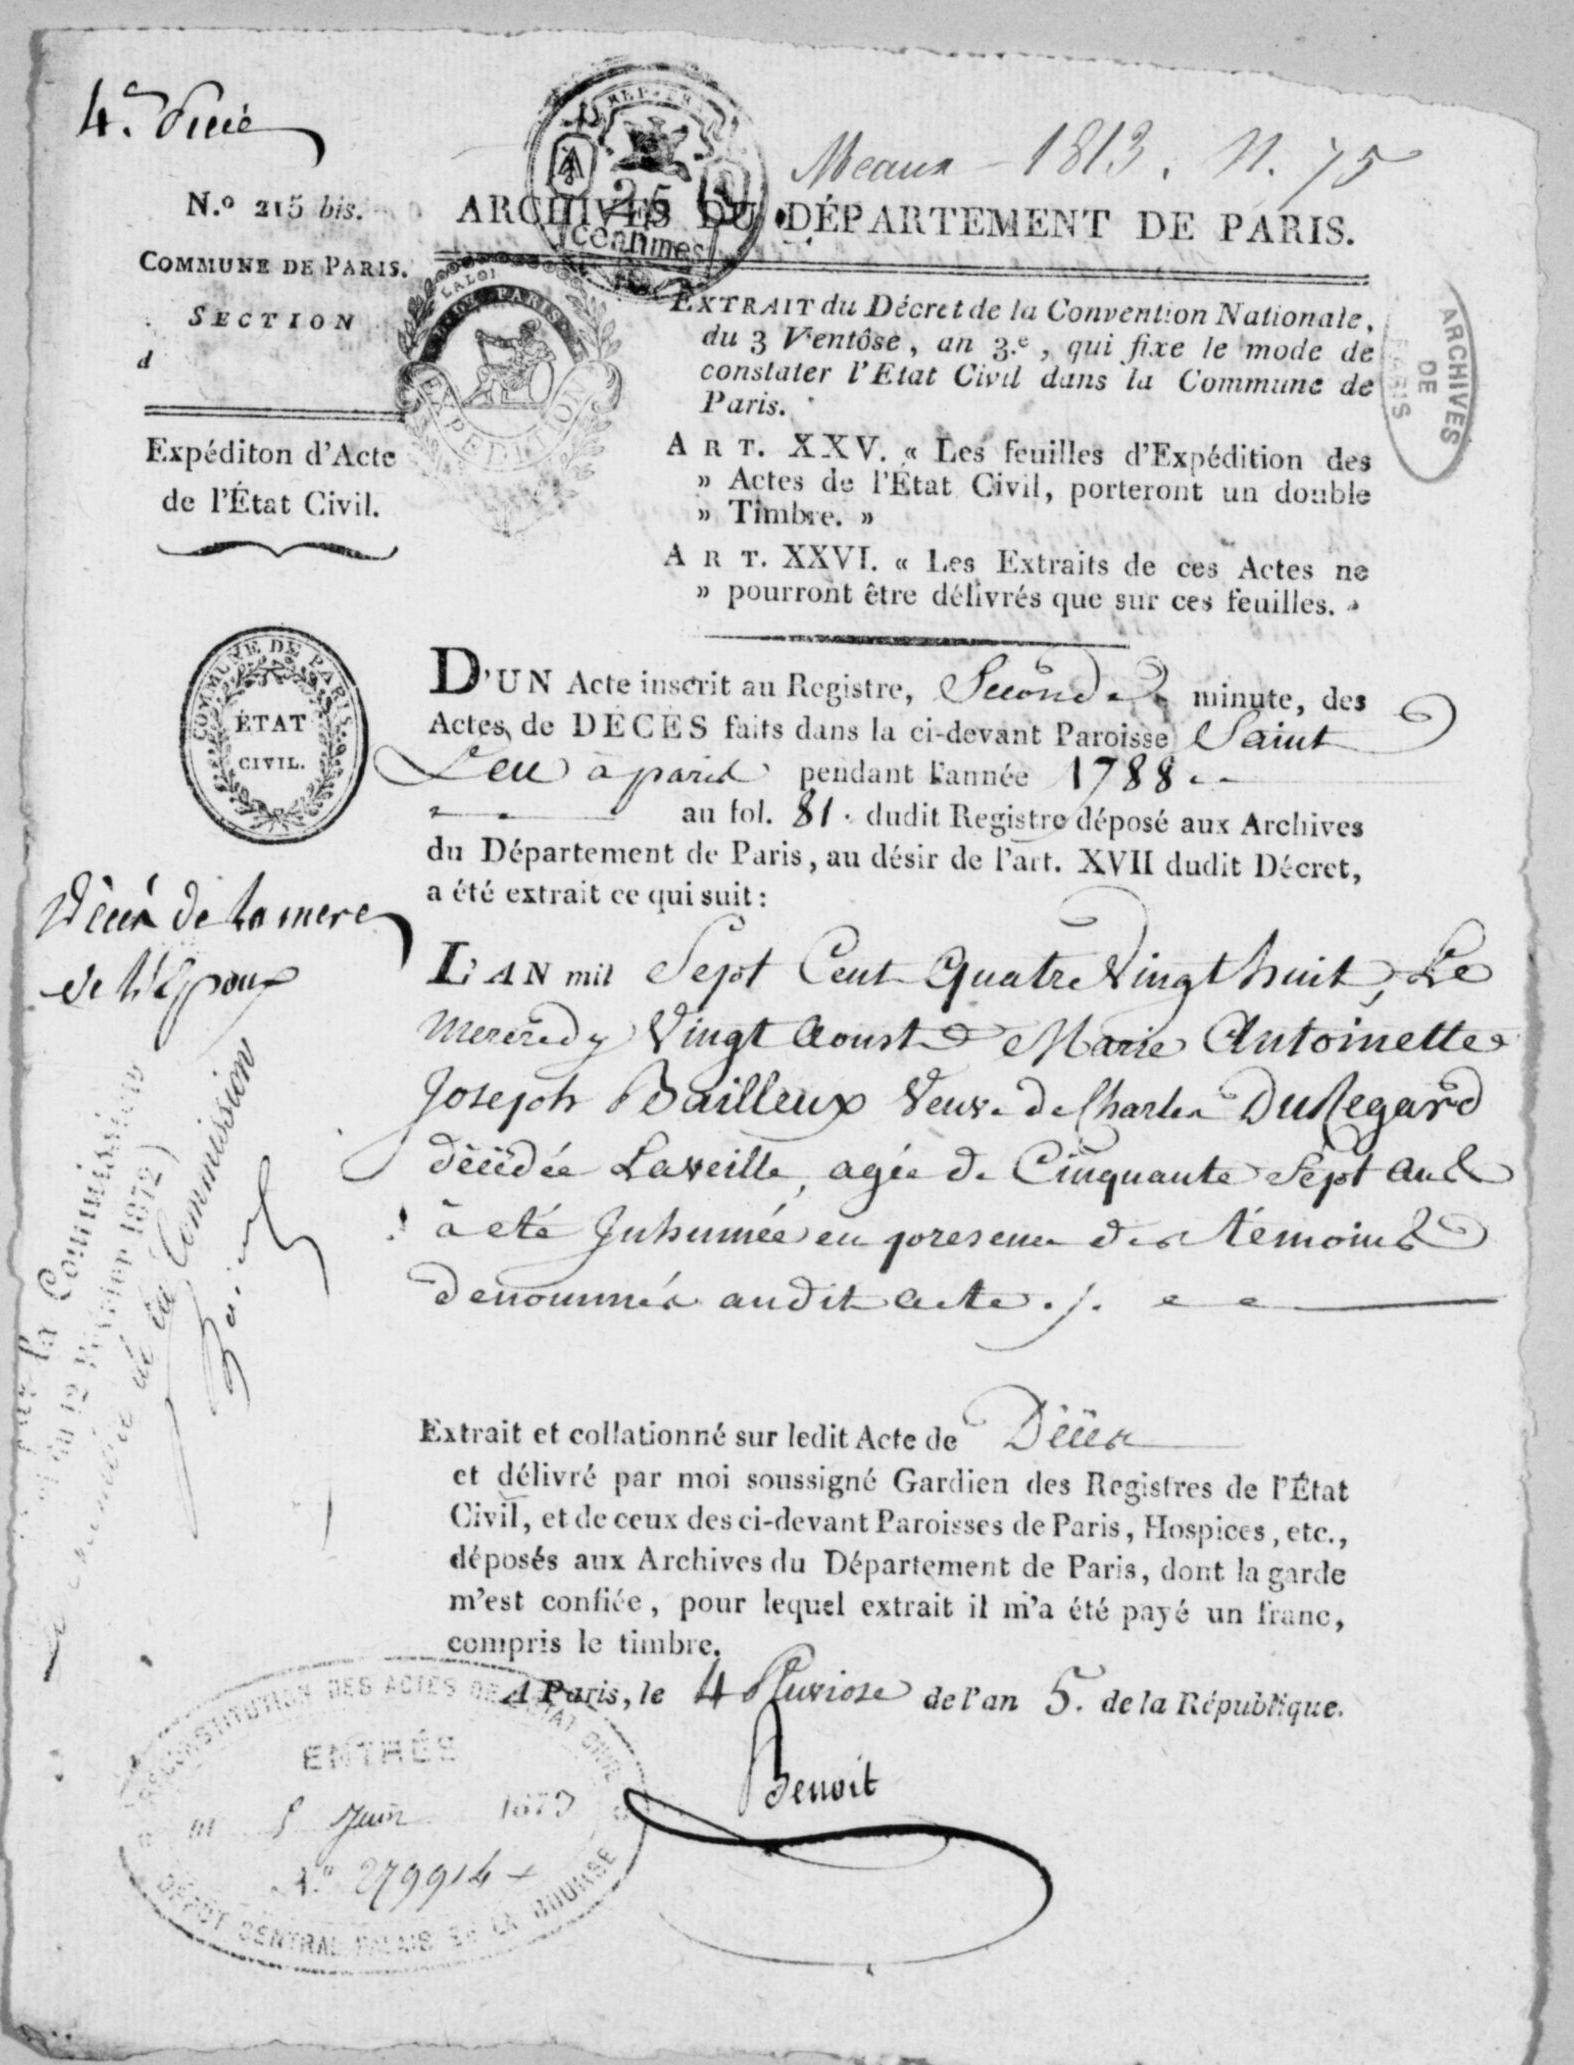 4.e Piece
Meaux - 1813. N. 75
REP. FRA
25
centimes
N.º 215 bis.
ARCHIVES DU DÉPARTEMENT DE PARIS.
COMMUNE DE PARIS.
SECTION
d
LA LOI
DE PARIS
EXPEDITION
Expéditon d'Acte
de l'État Civil.
EXTRAIT du Décret de la Convention Nationale,
du 3 Ventôse, an 3.e, qui fixe le mode de
constater l'Etat Civil dans la Commune de
Paris.
ART. XXV. « Les feuilles d'Expédition des
» Actes de l'État Civil, porteront un double
» Timbre. »
ART. XXVI. « Les Extraits de ces Actes ne
» pourront être délivrés que sur ces feuilles. »
ARCHIVES
DE
PARIS
COMMUNE DE PARIS.
ÉTAT
CIVIL.
D'UN Acte inscrit au Registre, Seconde minute, des
Actes de DÉCÈS faits dans la ci-devant Paroisse Saint
Leu à paris pendant l'année 1788.
au fol. 81. dudit Registre déposé aux Archives
du Département de Paris, au désir de l'art. XVII dudit Décret,
a été extrait ce qui suit:
Décès de la mere
de l'Epoux
L'AN mil Sept Cent Quatre Vingt huit, Le
Mercredy Vingt Aoust Marie Antoinette
Joseph Bailleux Veuve de Charles DuRegard
décédée La veille, agée de Cinquante Sept ans
à eté Inhumée en presence des témoins
denommés audit acte ./.
par la Commission
du 12 Février 1872)
de la Commission
Extrait et collationné sur ledit Acte de Décès
et délivré par moi soussigné Gardien des Registres de l'État
Civil, et de ceux des ci-devant Paroisses de Paris, Hospices, etc.,
déposés aux Archives du Département de Paris, dont la garde
m'est confiée, pour lequel extrait il m'a été payé un franc,
compris le timbre.
A Paris, le 4 Pluviose de l'an 5. de la République.
Benoit
RECONSTITUTION DES ACTES DE L'ÉTAT CIVIL
ENTRÉE
5 Juin 1873
N.º 279914
DÉPÔT CENTRAL PALAIS DE LA BOURSE